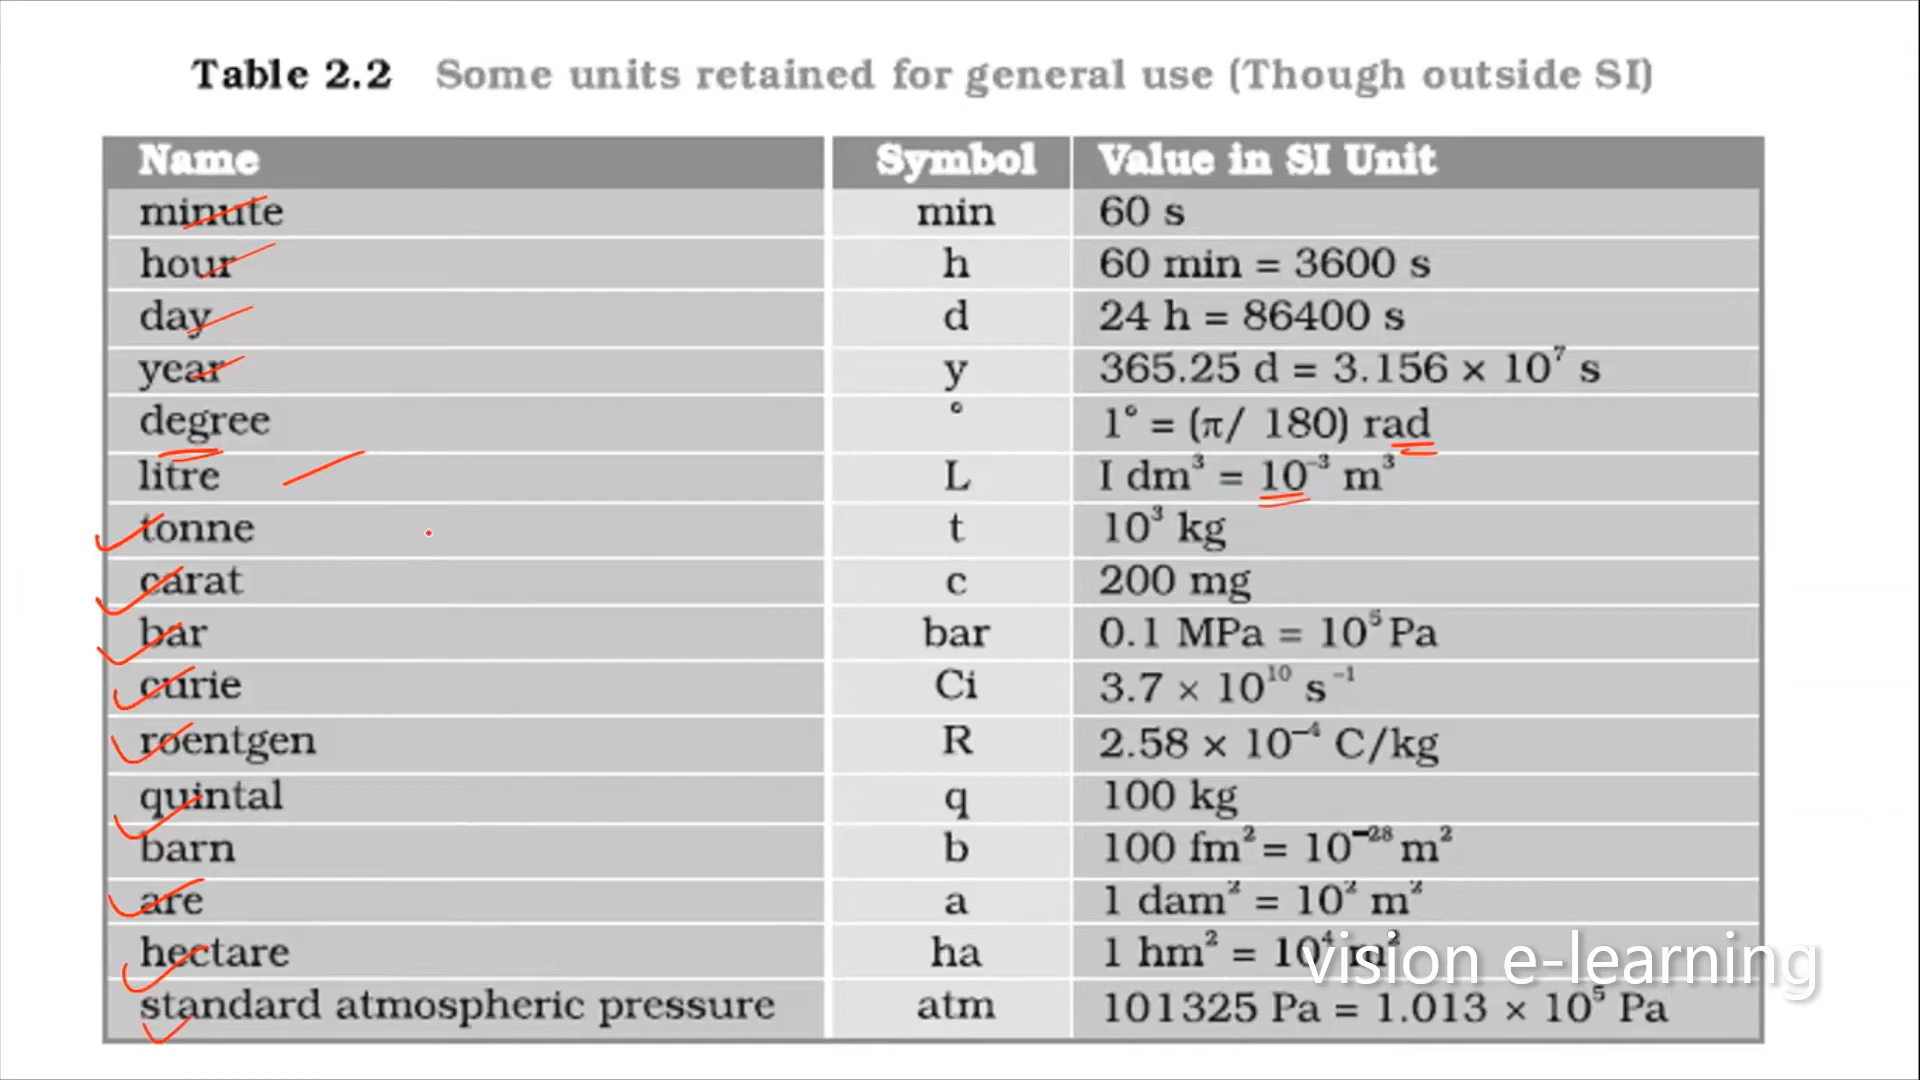 Table 2.2 Some units retained for general use (Though outside SI)
Name Symbol Value in SI Unit
minute min 60 s
hour h 60 min = 3600 s
day d 24 h = 86400 s
year y 365.25 d = 3.156 × 10⁷ s
degree ° 1° = (π/ 180) rad
litre L I dm³ = 10⁻³ m³
tonne t 10³ kg
carat c 200 mg
bar bar 0.1 MPa = 10⁵ Pa
curie Ci 3.7 × 10¹⁰ s⁻¹
roentgen R 2.58 × 10⁻⁴ C/kg
quintal q 100 kg
barn b 100 fm² = 10⁻²⁸ m²
are a 1 dam² = 10² m²
hectare ha 1 hm² = 10⁴ m²
vision e-learning
standard atmospheric pressure atm 101325 Pa = 1.013 × 10⁵ Pa